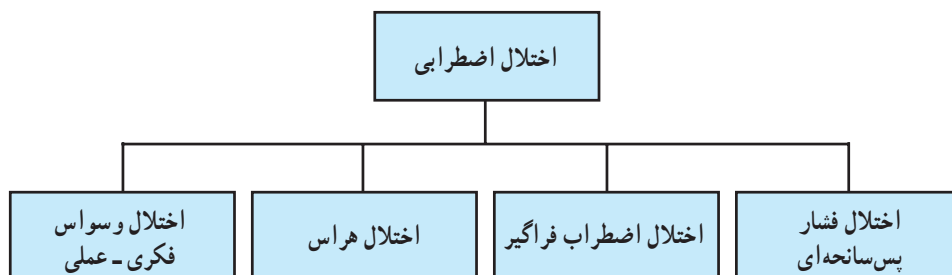 اختلال اضطرابی
اختلال فشار
پس‌سانحه‌ای
اختلال اضطراب فراگیر
اختلال هراس
اختلال وسواس
فکری ـ عملی